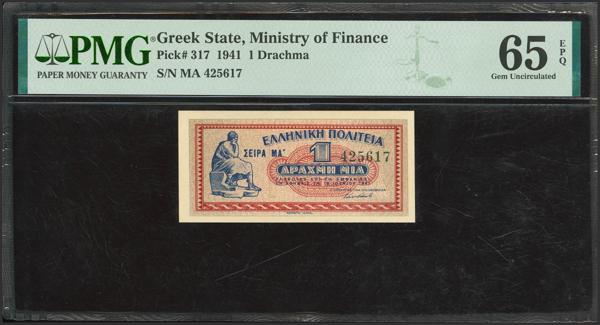 PMG®
PAPER MONEY GUARANTY
Greek State, Ministry of Finance
Pick# 317 1941 1 Drachma
S/N MA 425617
65 EPQ
Gem Uncirculated
ΕΛΛΗΝΙΚΗ ΠΟΛΙΤΕΙΑ
ΣΕΙΡΑ ΜΑ'
1
425617
ΔΡΑΧΜΗ ΜΙΑ